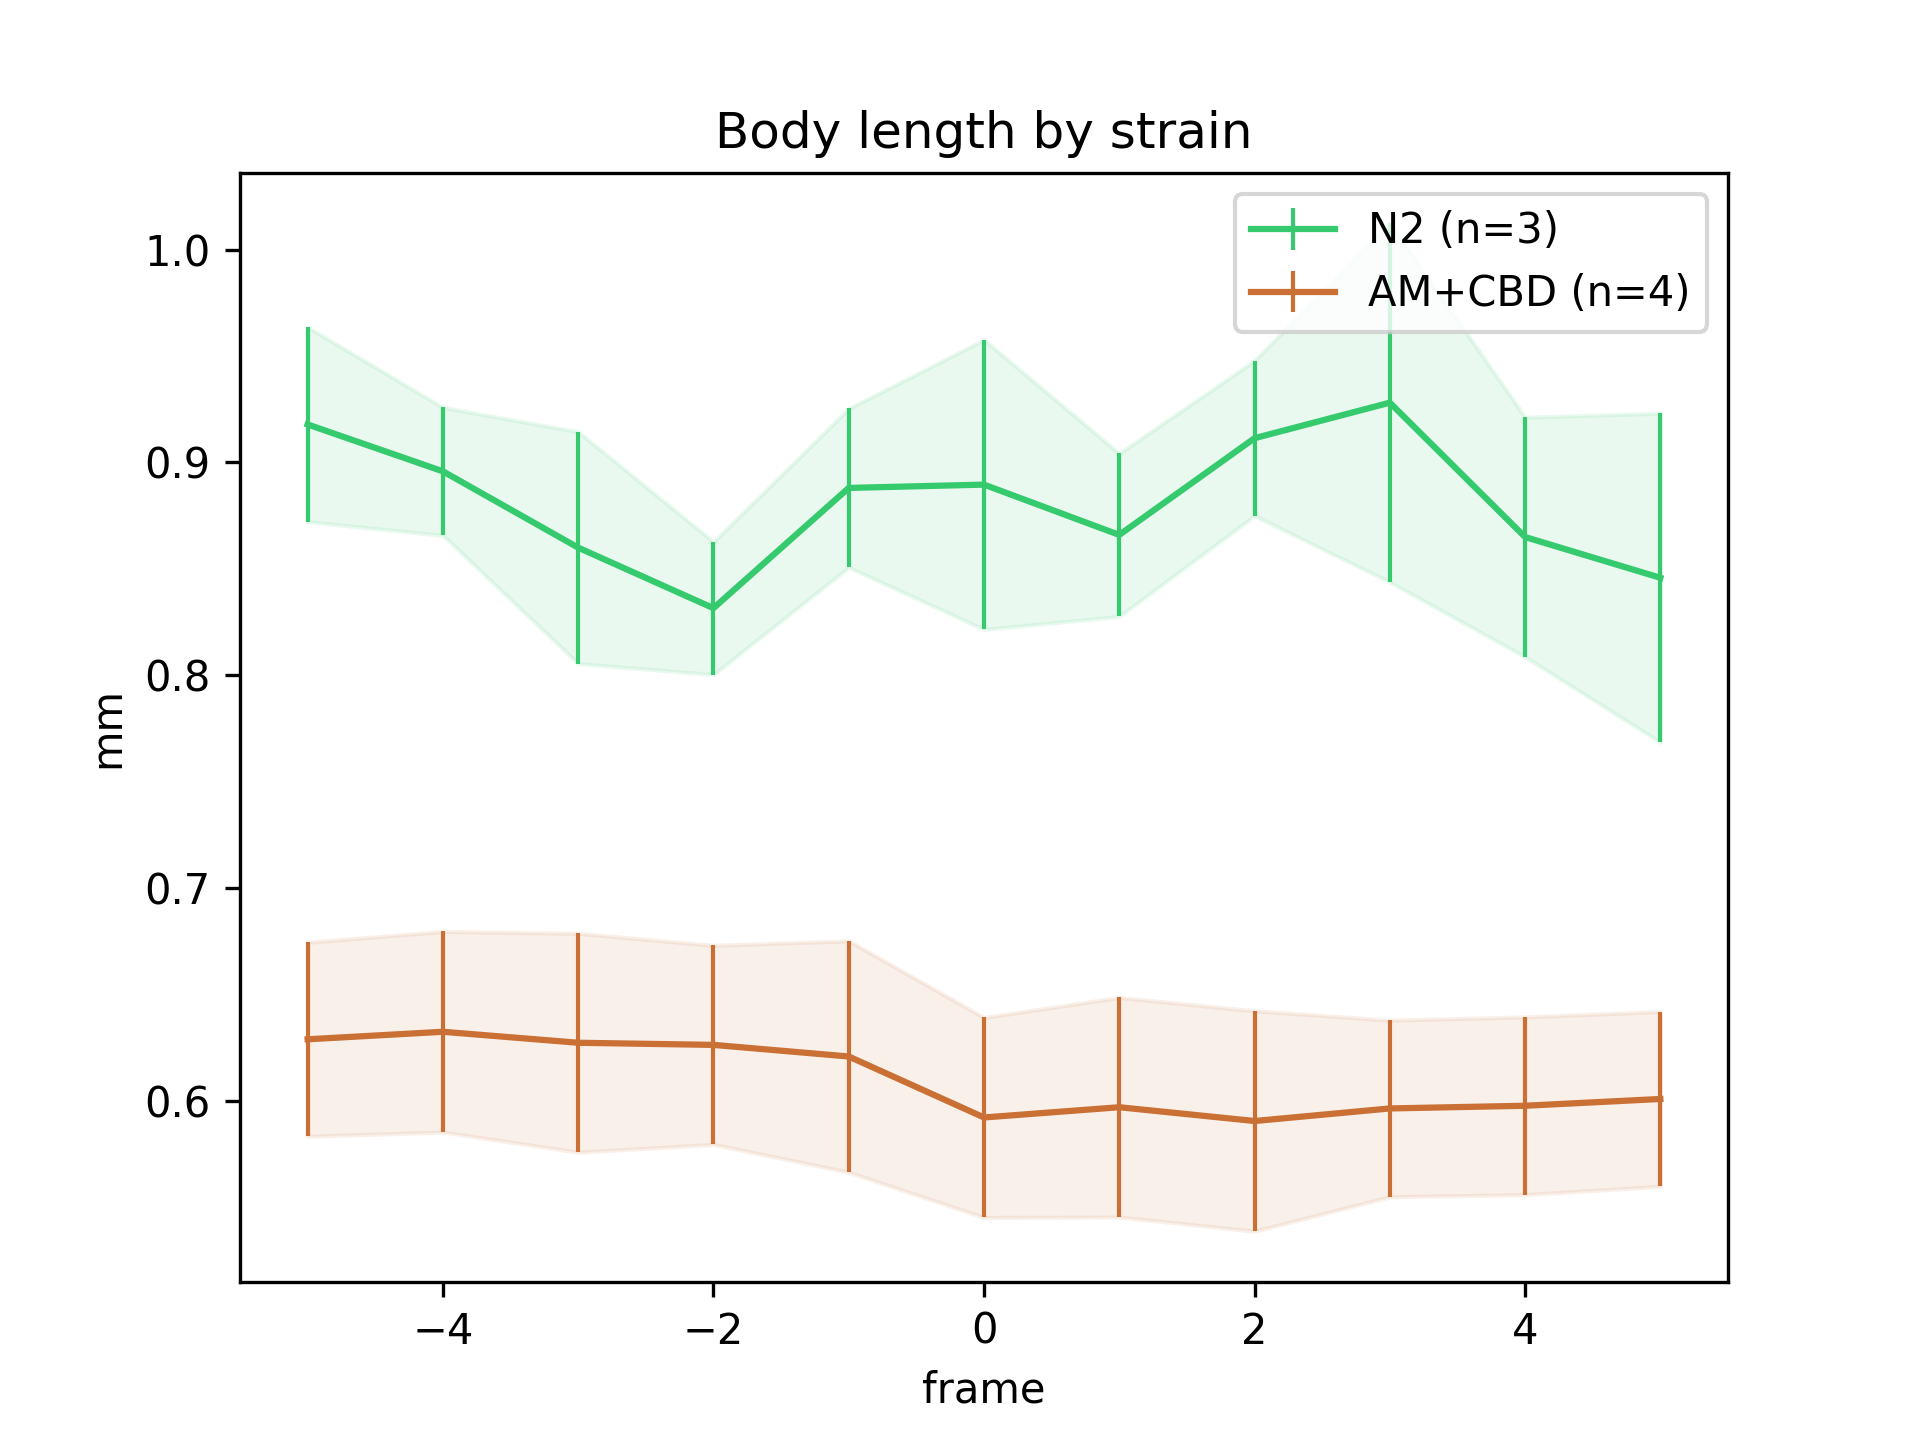 Body length by strain
N2 (n=3)
AM+CBD (n=4)
1.0
0.9
0.8
0.7
0.6
mm
−4
−2
0
2
4
frame